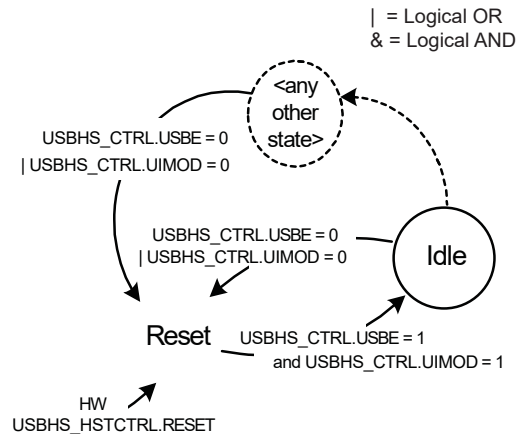 | = Logical OR
& = Logical AND
<any
other
state>
USBHS_CTRL.USBE = 0
| USBHS_CTRL.UIMOD = 0
USBHS_CTRL.USBE = 0
| USBHS_CTRL.UIMOD = 0
Idle
Reset
USBHS_CTRL.USBE = 1
and USBHS_CTRL.UIMOD = 1
HW
USBHS_HSTCTRL.RESET